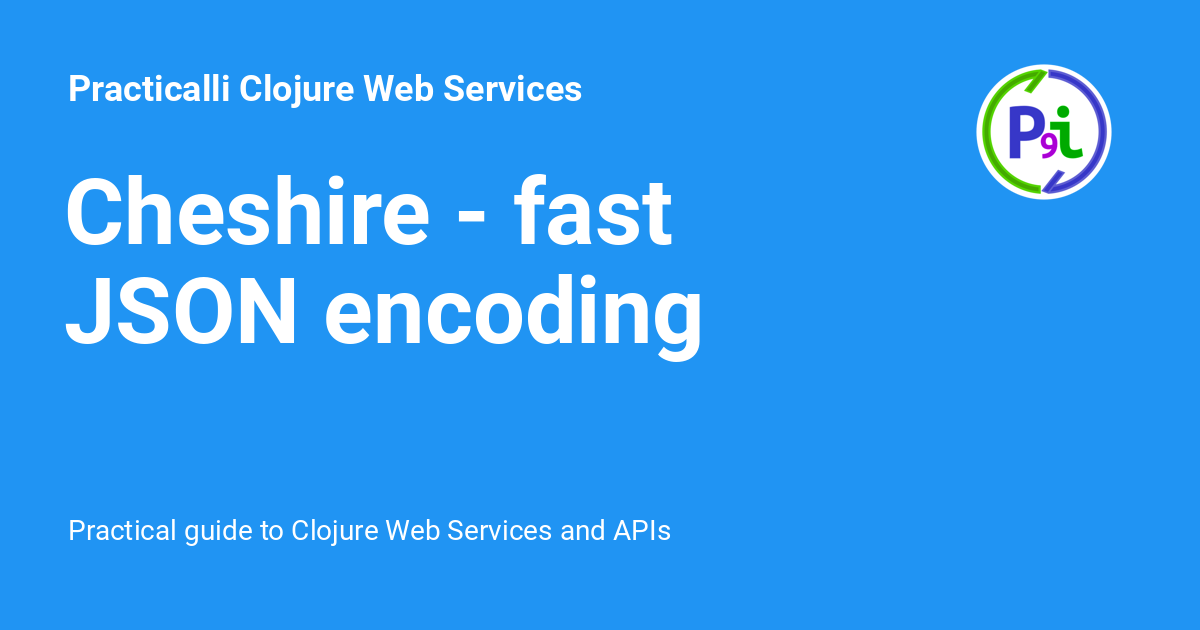 Practicalli Clojure Web Services
P9i
Cheshire - fast
JSON encoding
Practical guide to Clojure Web Services and APIs